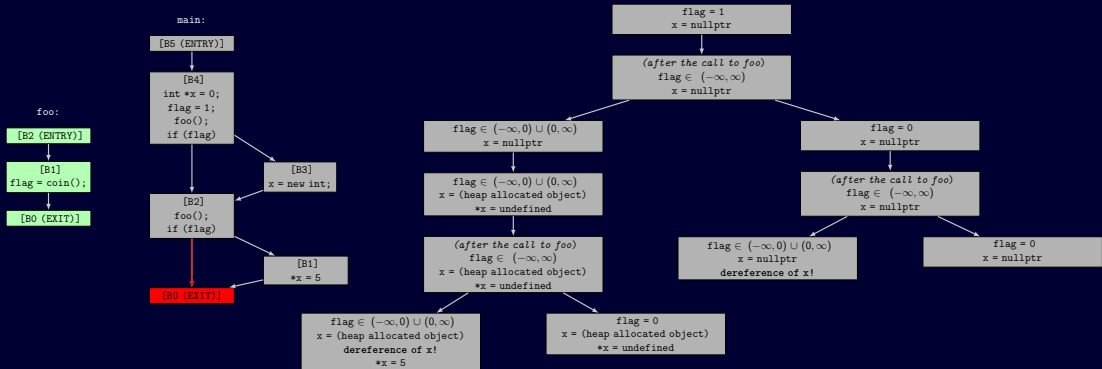 foo:
[B2 (ENTRY)]
[B1]
flag = coin();
[B0 (EXIT)]
main:
[B5 (ENTRY)]
[B4]
int *x = 0;
flag = 1;
foo();
if (flag)
[B3]
x = new int;
[B2]
foo();
if (flag)
[B1]
*x = 5
[B0 (EXIT)]
flag = 1
x = nullptr
(after the call to foo)
flag ∈ (−∞, ∞)
x = nullptr
flag ∈ (−∞, 0) ∪ (0, ∞)
x = nullptr
flag = 0
x = nullptr
flag ∈ (−∞, 0) ∪ (0, ∞)
x = (heap allocated object)
*x = undefined
(after the call to foo)
flag ∈ (−∞, ∞)
x = nullptr
(after the call to foo)
flag ∈ (−∞, ∞)
x = (heap allocated object)
*x = undefined
flag ∈ (−∞, 0) ∪ (0, ∞)
x = nullptr
dereference of x!
flag = 0
x = nullptr
flag ∈ (−∞, 0) ∪ (0, ∞)
x = (heap allocated object)
dereference of x!
*x = 5
flag = 0
x = (heap allocated object)
*x = undefined